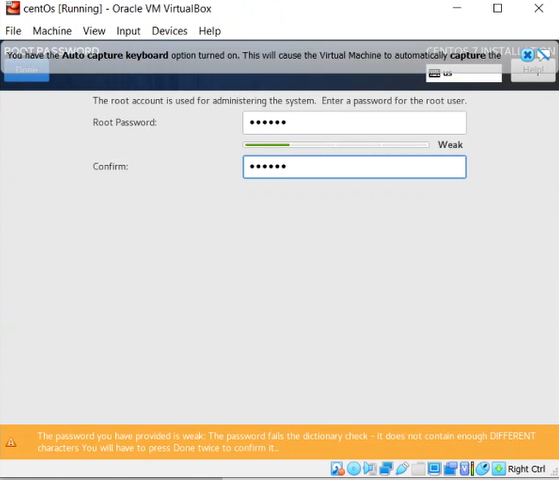 centOs [Running] - Oracle VM VirtualBox
File Machine View Input Devices Help
ROOT PASSWORD
CENTOS 7 INSTALLATION
You have the Auto capture keyboard option turned on. This will cause the Virtual Machine to automatically capture the
Done
us
Help!
The root account is used for administering the system. Enter a password for the root user.
Root Password: ••••••
Weak
Confirm: ••••••
The password you have provided is weak: The password fails the dictionary check - it does not contain enough DIFFERENT
characters You will have to press Done twice to confirm it..
Right Ctrl